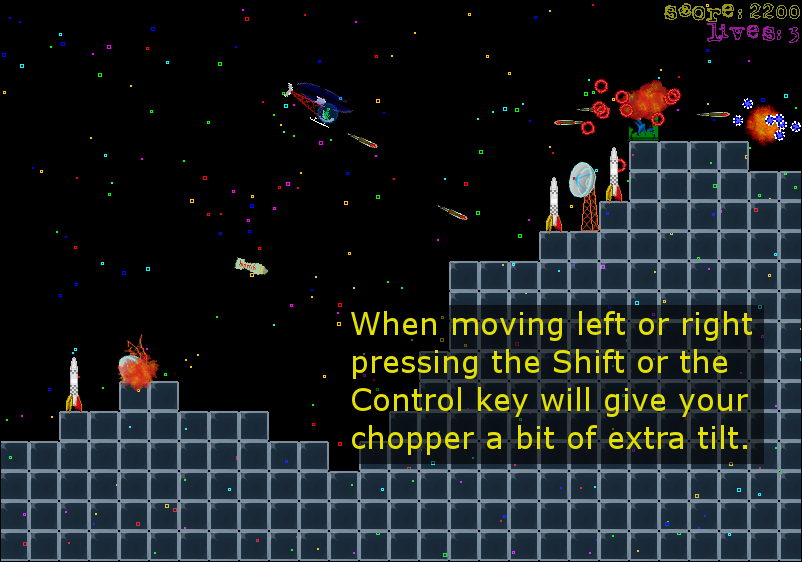 score: 2200
lives: 3
When moving left or right
pressing the Shift or the
Control key will give your
chopper a bit of extra tilt.